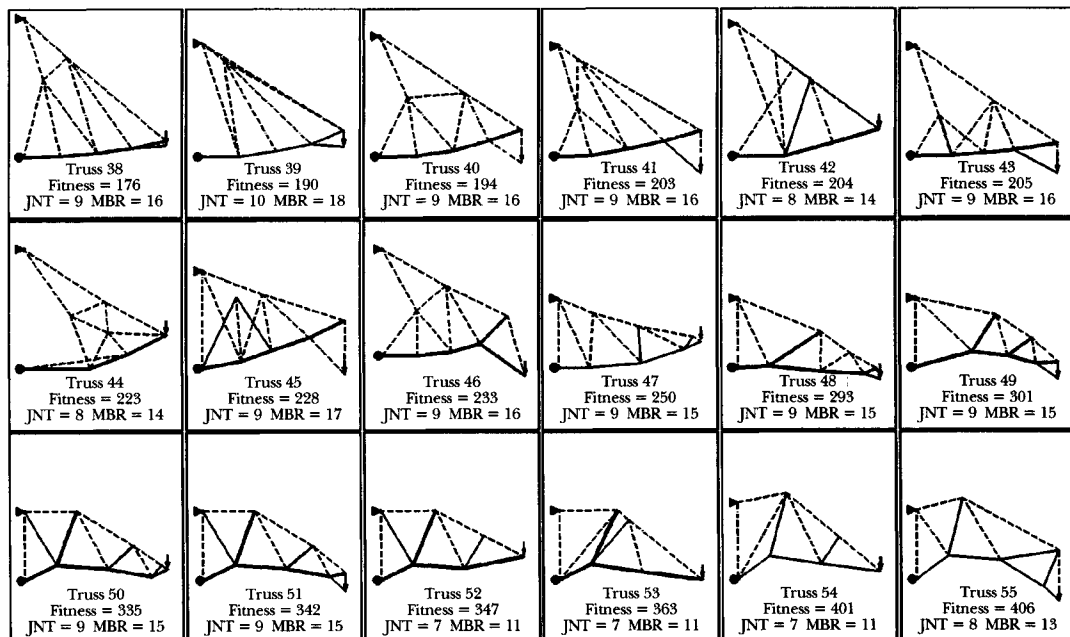 Truss 38
Fitness = 176
JNT = 9 MBR = 16
Truss 39
Fitness = 190
JNT = 10 MBR = 18
Truss 40
Fitness = 194
JNT = 9 MBR = 16
Truss 41
Fitness = 203
JNT = 9 MBR = 16
Truss 42
Fitness = 204
JNT = 8 MBR = 14
Truss 43
Fitness = 205
JNT = 9 MBR = 16
Truss 44
Fitness = 223
JNT = 8 MBR = 14
Truss 45
Fitness = 228
JNT = 9 MBR = 17
Truss 46
Fitness = 233
JNT = 9 MBR = 16
Truss 47
Fitness = 250
JNT = 9 MBR = 15
Truss 48
Fitness = 293
JNT = 9 MBR = 15
Truss 49
Fitness = 301
JNT = 9 MBR = 15
Truss 50
Fitness = 335
JNT = 9 MBR = 15
Truss 51
Fitness = 342
JNT = 9 MBR = 15
Truss 52
Fitness = 347
JNT = 7 MBR = 11
Truss 53
Fitness = 363
JNT = 7 MBR = 11
Truss 54
Fitness = 401
JNT = 7 MBR = 11
Truss 55
Fitness = 406
JNT = 8 MBR = 13